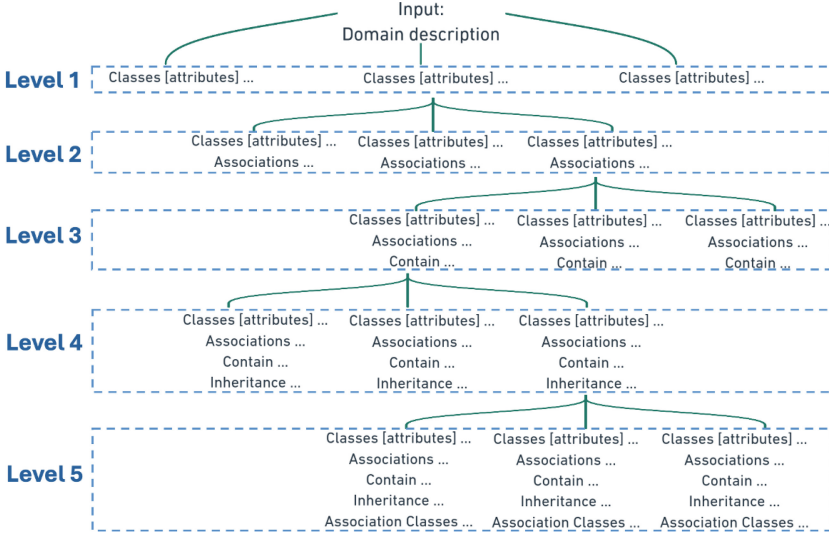 Input:
Domain description
Level 1
Classes [attributes] ... Classes [attributes] ... Classes [attributes] ...
Level 2
Classes [attributes] ... Classes [attributes] ... Classes [attributes] ...
Associations ... Associations ... Associations ...
Level 3
Classes [attributes] ... Classes [attributes] ... Classes [attributes] ...
Associations ... Associations ... Associations ...
Contain ... Contain ... Contain ...
Level 4
Classes [attributes] ... Classes [attributes] ... Classes [attributes] ...
Associations ... Associations ... Associations ...
Contain ... Contain ... Contain ...
Inheritance ... Inheritance ... Inheritance ...
Level 5
Classes [attributes] ... Classes [attributes] ... Classes [attributes] ...
Associations ... Associations ... Associations ...
Contain ... Contain ... Contain ...
Inheritance ... Inheritance ... Inheritance ...
Association Classes ... Association Classes ... Association Classes ...